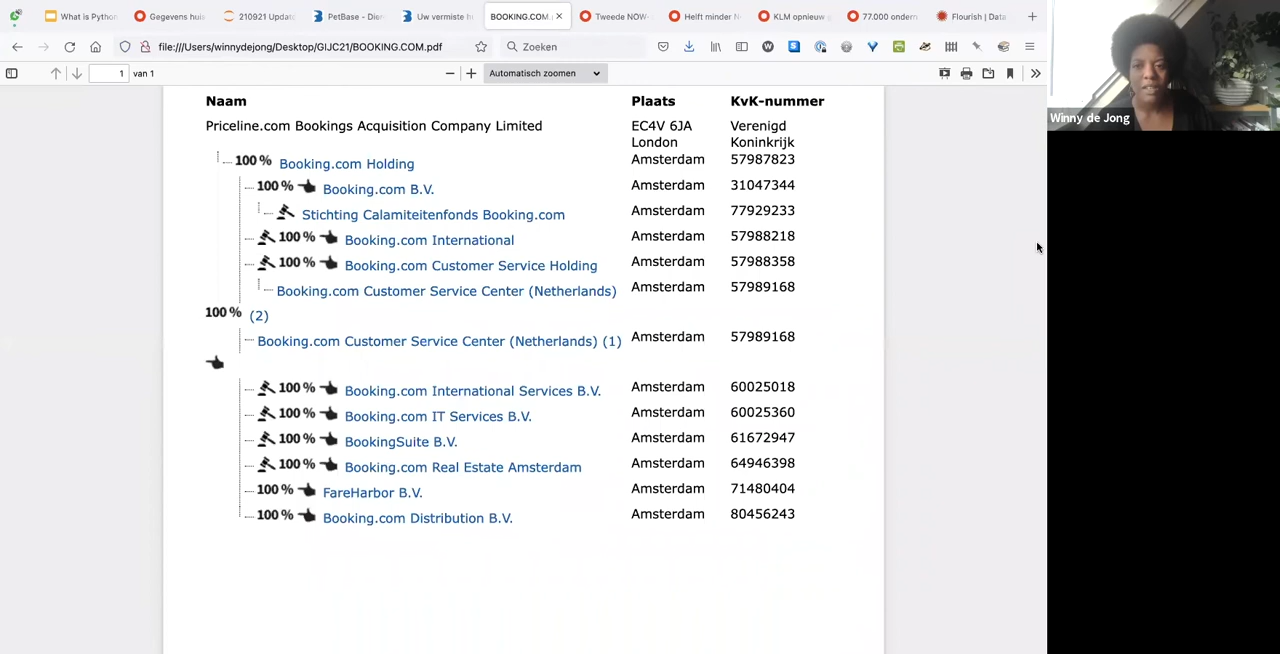 What is Python
Gegevens huis
210921 Updat
PetBase - Dier
Uw vermiste h
BOOKING.COM.
Tweede NOW-
Helft minder N
KLM opnieuw g
77.000 ondern
Flourish | Data
file:///Users/winnydejong/Desktop/GIJC21/BOOKING.COM.pdf
Zoeken
1 van 1
Automatisch zoomen
Winny de Jong
Naam Plaats KvK-nummer
Priceline.com Bookings Acquisition Company Limited EC4V 6JA Verenigd
London Koninkrijk
100 % Booking.com Holding Amsterdam 57987823
100 % Booking.com B.V. Amsterdam 31047344
Stichting Calamiteitenfonds Booking.com Amsterdam 77929233
100 % Booking.com International Amsterdam 57988218
100 % Booking.com Customer Service Holding Amsterdam 57988358
Booking.com Customer Service Center (Netherlands) Amsterdam 57989168
100 % (2)
Booking.com Customer Service Center (Netherlands) (1) Amsterdam 57989168
100 % Booking.com International Services B.V. Amsterdam 60025018
100 % Booking.com IT Services B.V. Amsterdam 60025360
100 % BookingSuite B.V. Amsterdam 61672947
100 % Booking.com Real Estate Amsterdam Amsterdam 64946398
100 % FareHarbor B.V. Amsterdam 71480404
100 % Booking.com Distribution B.V. Amsterdam 80456243